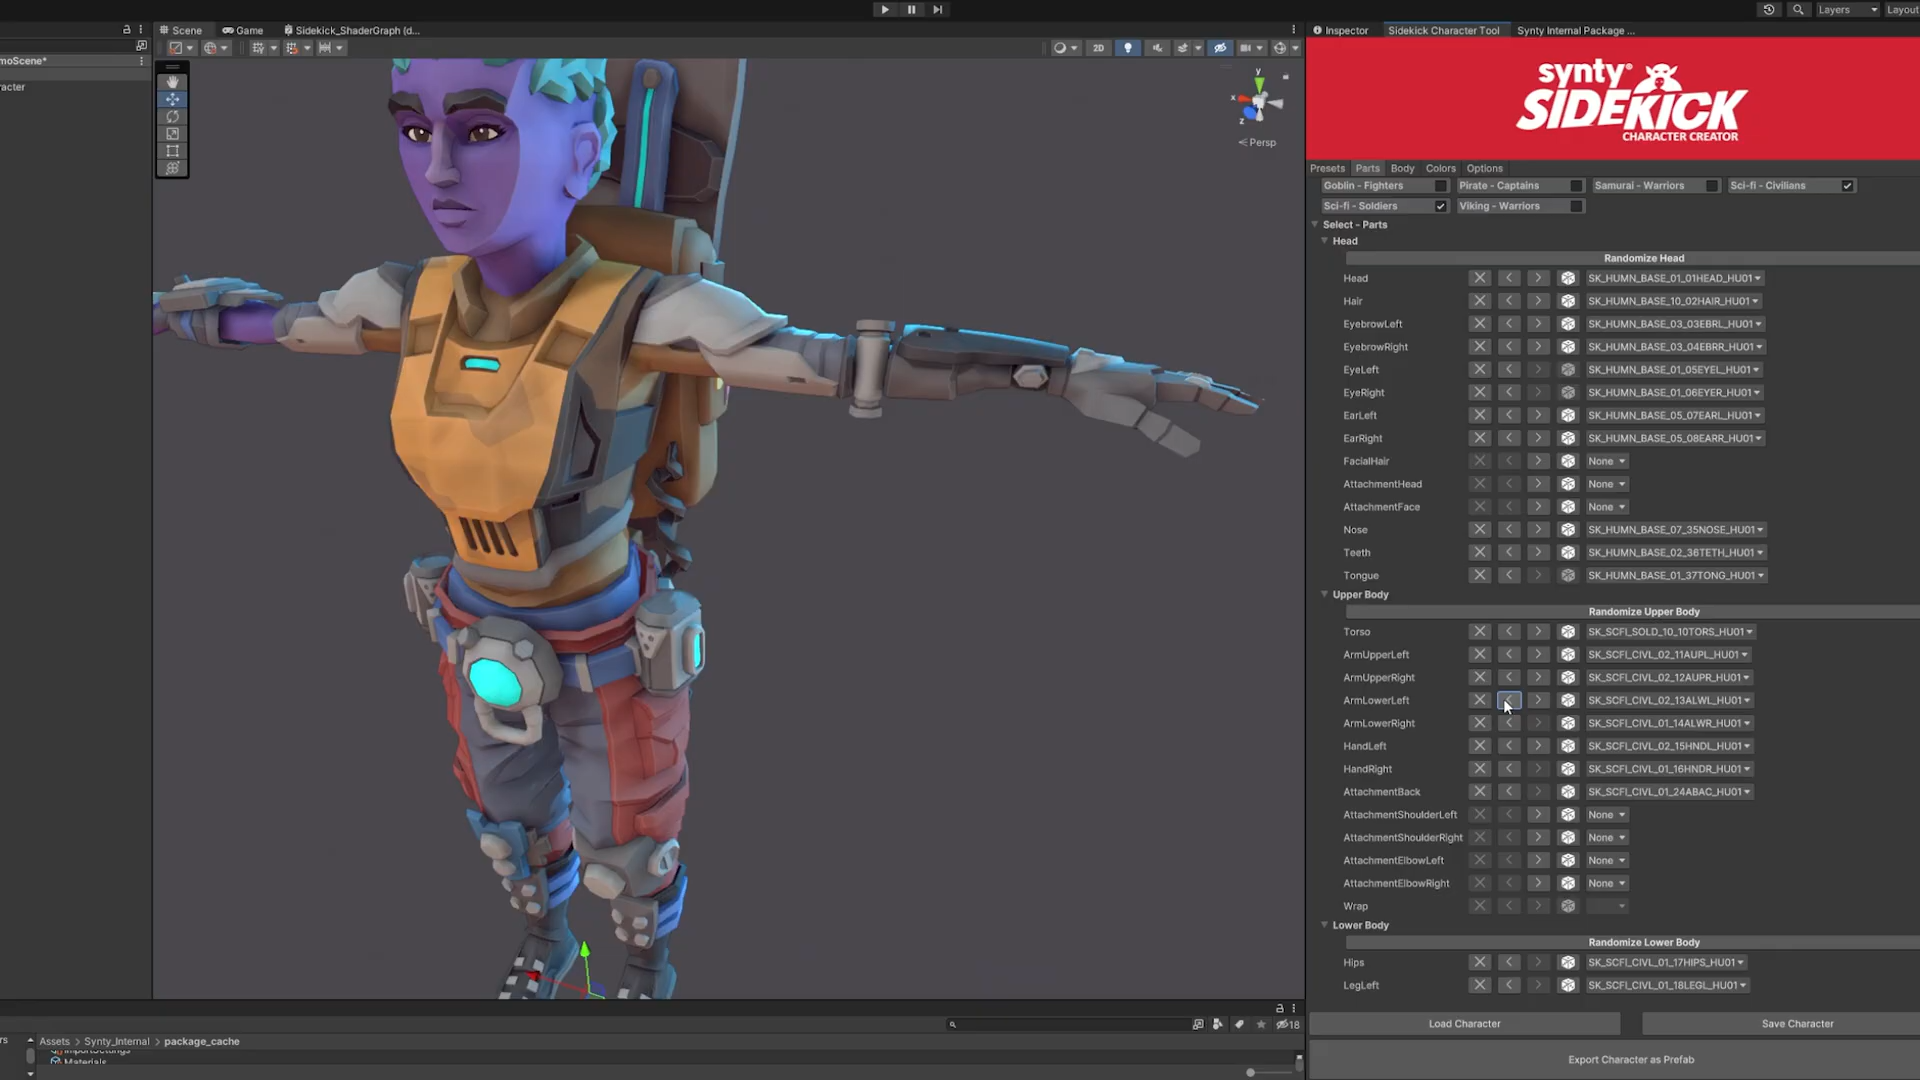 Layers
Layout
Scene
Game
Sidekick_ShaderGraph (d...
Inspector
Sidekick Character Tool
Synty Internal Package ...
moScene*
2D
racter
synty
SIDEKICK
CHARACTER CREATOR
y
x
z
Persp
Presets
Parts
Body
Colors
Options
Goblin - Fighters
Pirate - Captains
Samurai - Warriors
Sci-fi - Civilians
Sci-fi - Soldiers
Viking - Warriors
Select - Parts
Head
Randomize Head
Head SK_HUMN_BASE_01_01HEAD_HU01
Hair SK_HUMN_BASE_10_02HAIR_HU01
EyebrowLeft SK_HUMN_BASE_03_03EBRL_HU01
EyebrowRight SK_HUMN_BASE_03_04EBRR_HU01
EyeLeft SK_HUMN_BASE_01_05EYEL_HU01
EyeRight SK_HUMN_BASE_01_06EYER_HU01
EarLeft SK_HUMN_BASE_05_07EARL_HU01
EarRight SK_HUMN_BASE_05_08EARR_HU01
FacialHair None
AttachmentHead None
AttachmentFace None
Nose SK_HUMN_BASE_07_35NOSE_HU01
Teeth SK_HUMN_BASE_02_36TETH_HU01
Tongue SK_HUMN_BASE_01_37TONG_HU01
Upper Body
Randomize Upper Body
Torso SK_SCFI_SOLD_10_10TORS_HU01
ArmUpperLeft SK_SCFI_CIVL_02_11AUPL_HU01
ArmUpperRight SK_SCFI_CIVL_02_12AUPR_HU01
ArmLowerLeft SK_SCFI_CIVL_02_13ALWL_HU01
ArmLowerRight SK_SCFI_CIVL_01_14ALWR_HU01
HandLeft SK_SCFI_CIVL_02_15HNDL_HU01
HandRight SK_SCFI_CIVL_01_16HNDR_HU01
AttachmentBack SK_SCFI_CIVL_01_24ABAC_HU01
AttachmentShoulderLeft None
AttachmentShoulderRight None
AttachmentElbowLeft None
AttachmentElbowRight None
Wrap
Lower Body
Randomize Lower Body
Hips SK_SCFI_CIVL_01_17HIPS_HU01
LegLeft SK_SCFI_CIVL_01_18LEGL_HU01
Load Character
Save Character
Export Character as Prefab
18
rs
Assets > Synty_Internal > package_cache
Materials